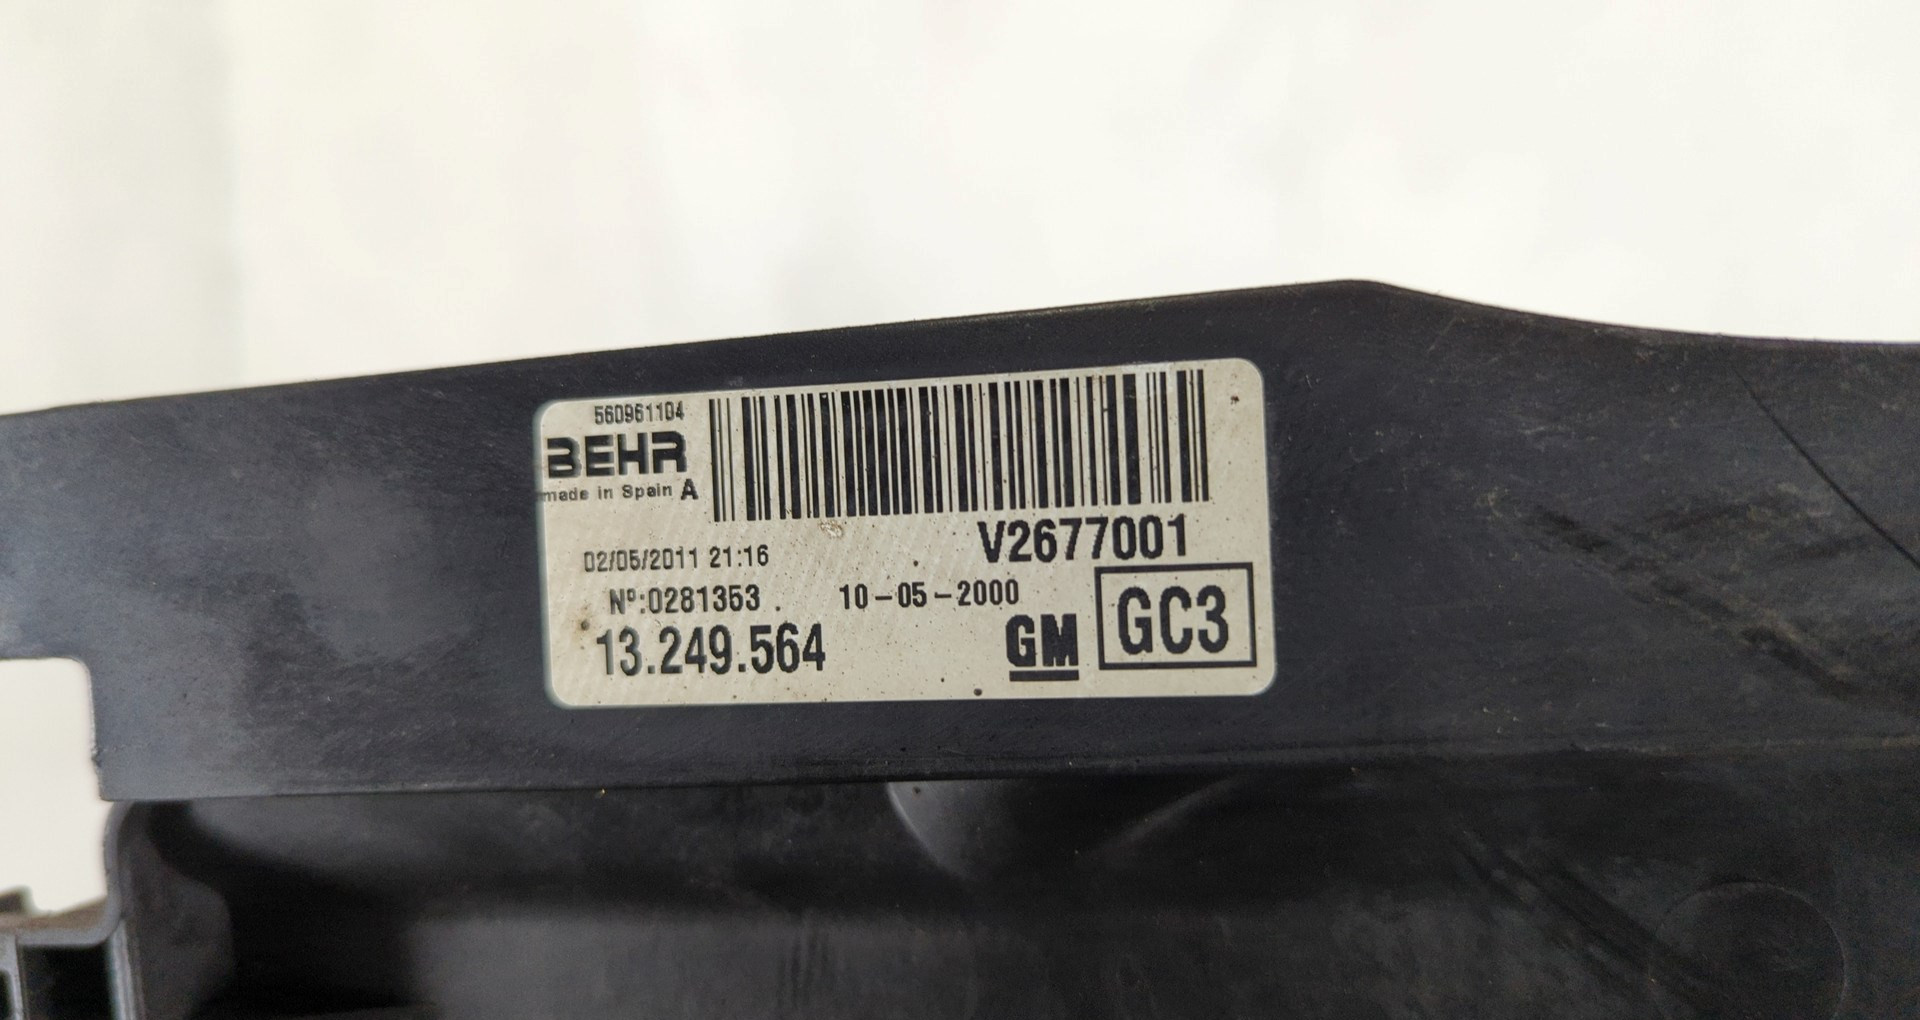 560961104
BEHR
made in Spain A
V2677001
02/05/2011 21:16
Nº:0281353 . 10-05-2000
13.249.564
GM GC3